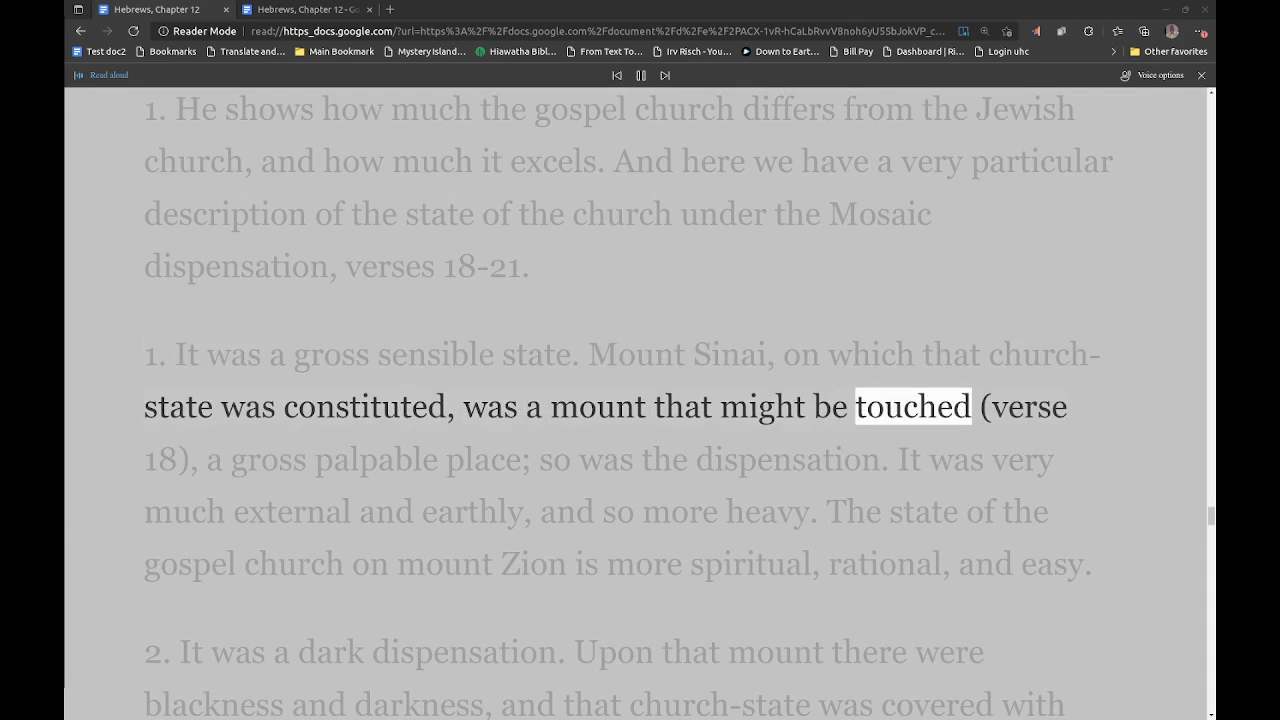 Hebrews, Chapter 12
Hebrews, Chapter 12 - Go
Reader Mode
read://https_docs.google.com/?url=https%3A%2F%2Fdocs.google.com%2Fdocument%2Fd%2Fe%2F2PACX-1vR-hCaLbRvvV8noh6yU5SbJokVP_c...
Test doc2 Bookmarks Translate and... Main Bookmark Mystery Island... Hiawatha Bibl... From Text To... Irv Risch - You... Down to Eart... Bill Pay Dashboard | Ri... Login uhc Other favorites
Read aloud
Voice options
1. He shows how much the gospel church differs from the Jewish
church, and how much it excels. And here we have a very particular
description of the state of the church under the Mosaic
dispensation, verses 18-21.
1. It was a gross sensible state. Mount Sinai, on which that church-
state was constituted, was a mount that might be touched (verse
18), a gross palpable place; so was the dispensation. It was very
much external and earthly, and so more heavy. The state of the
gospel church on mount Zion is more spiritual, rational, and easy.
2. It was a dark dispensation. Upon that mount there were
blackness and darkness, and that church-state was covered with